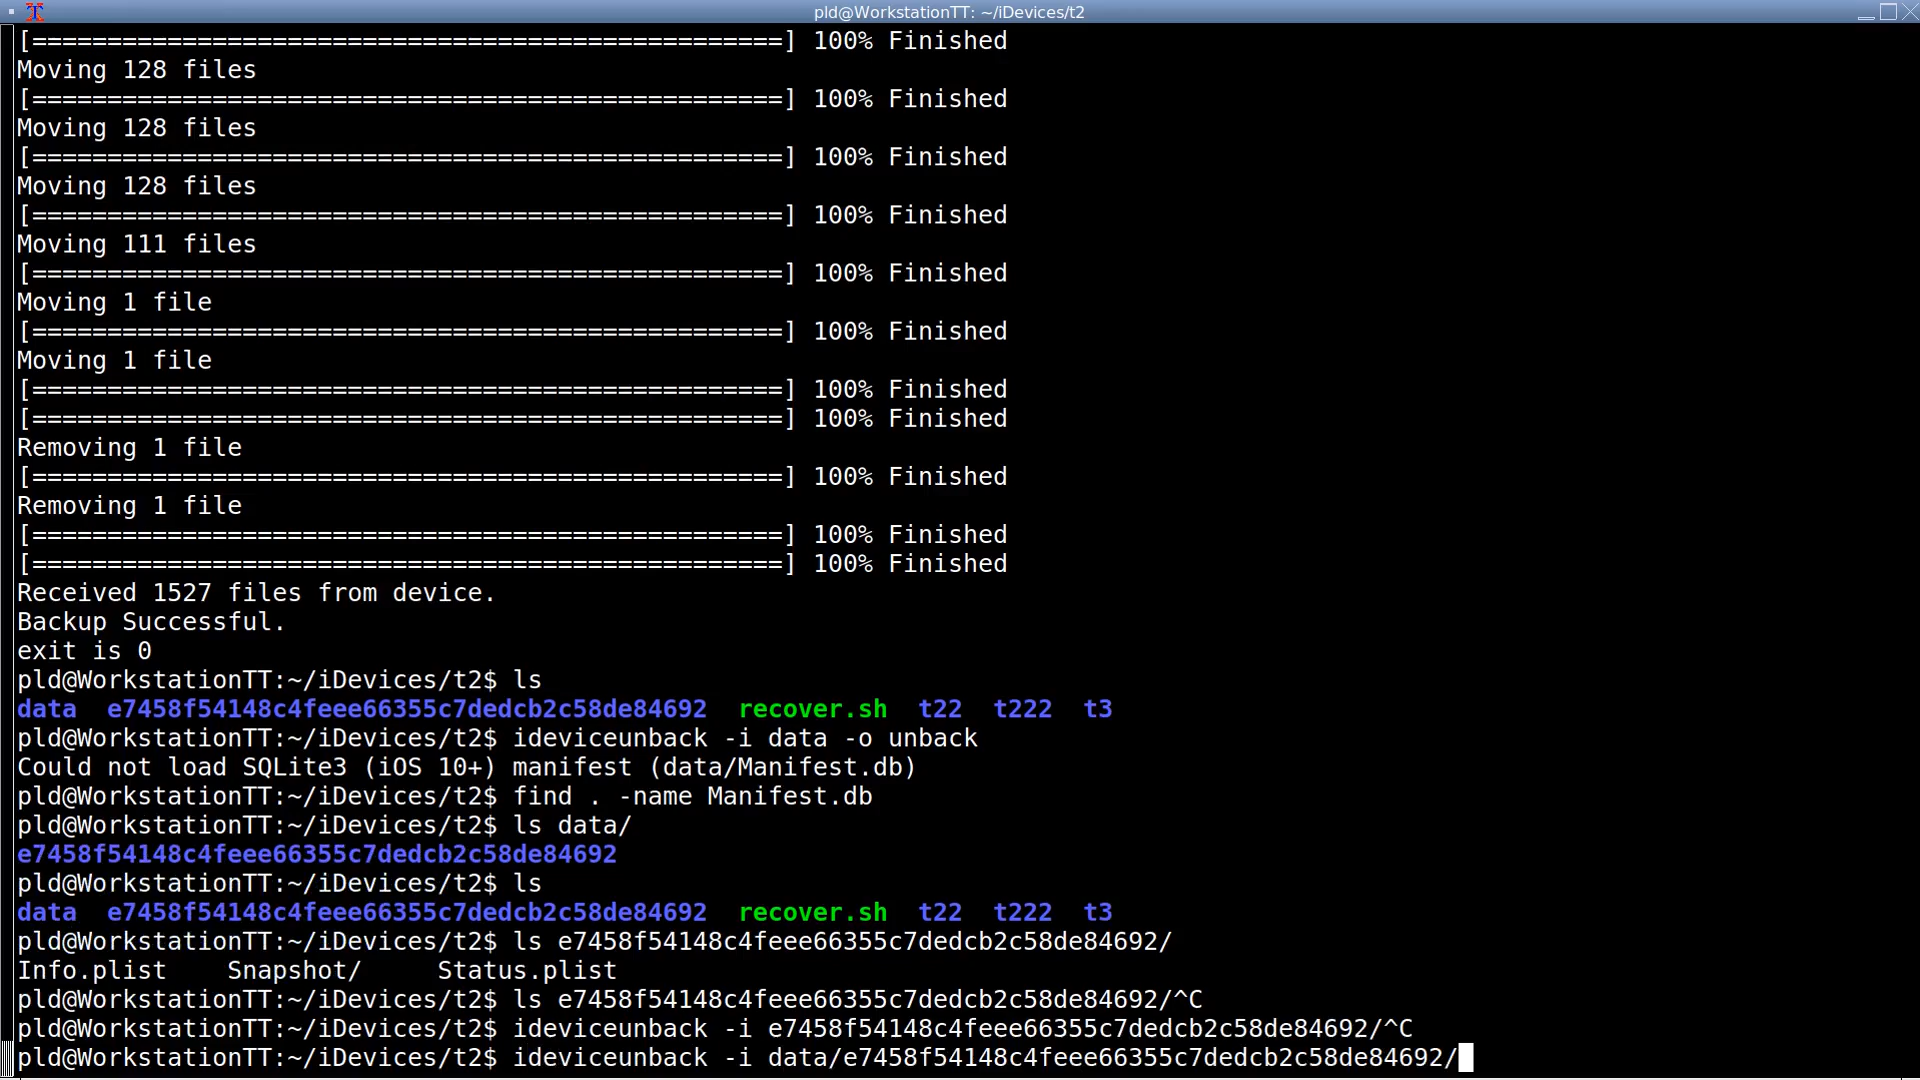 pld@WorkstationTT: ~/iDevices/t2
[==================================================] 100% Finished
Moving 128 files
[==================================================] 100% Finished
Moving 128 files
[==================================================] 100% Finished
Moving 128 files
[==================================================] 100% Finished
Moving 111 files
[==================================================] 100% Finished
Moving 1 file
[==================================================] 100% Finished
Moving 1 file
[==================================================] 100% Finished
[==================================================] 100% Finished
Removing 1 file
[==================================================] 100% Finished
Removing 1 file
[==================================================] 100% Finished
[==================================================] 100% Finished
Received 1527 files from device.
Backup Successful.
exit is 0
pld@WorkstationTT:~/iDevices/t2$ ls
data  e7458f54148c4feee66355c7dedcb2c58de84692  recover.sh  t22  t222  t3
pld@WorkstationTT:~/iDevices/t2$ ideviceunback -i data -o unback
Could not load SQLite3 (iOS 10+) manifest (data/Manifest.db)
pld@WorkstationTT:~/iDevices/t2$ find . -name Manifest.db
pld@WorkstationTT:~/iDevices/t2$ ls data/
e7458f54148c4feee66355c7dedcb2c58de84692
pld@WorkstationTT:~/iDevices/t2$ ls
data  e7458f54148c4feee66355c7dedcb2c58de84692  recover.sh  t22  t222  t3
pld@WorkstationTT:~/iDevices/t2$ ls e7458f54148c4feee66355c7dedcb2c58de84692/
Info.plist    Snapshot/     Status.plist
pld@WorkstationTT:~/iDevices/t2$ ls e7458f54148c4feee66355c7dedcb2c58de84692/^C
pld@WorkstationTT:~/iDevices/t2$ ideviceunback -i e7458f54148c4feee66355c7dedcb2c58de84692/^C
pld@WorkstationTT:~/iDevices/t2$ ideviceunback -i data/e7458f54148c4feee66355c7dedcb2c58de84692/